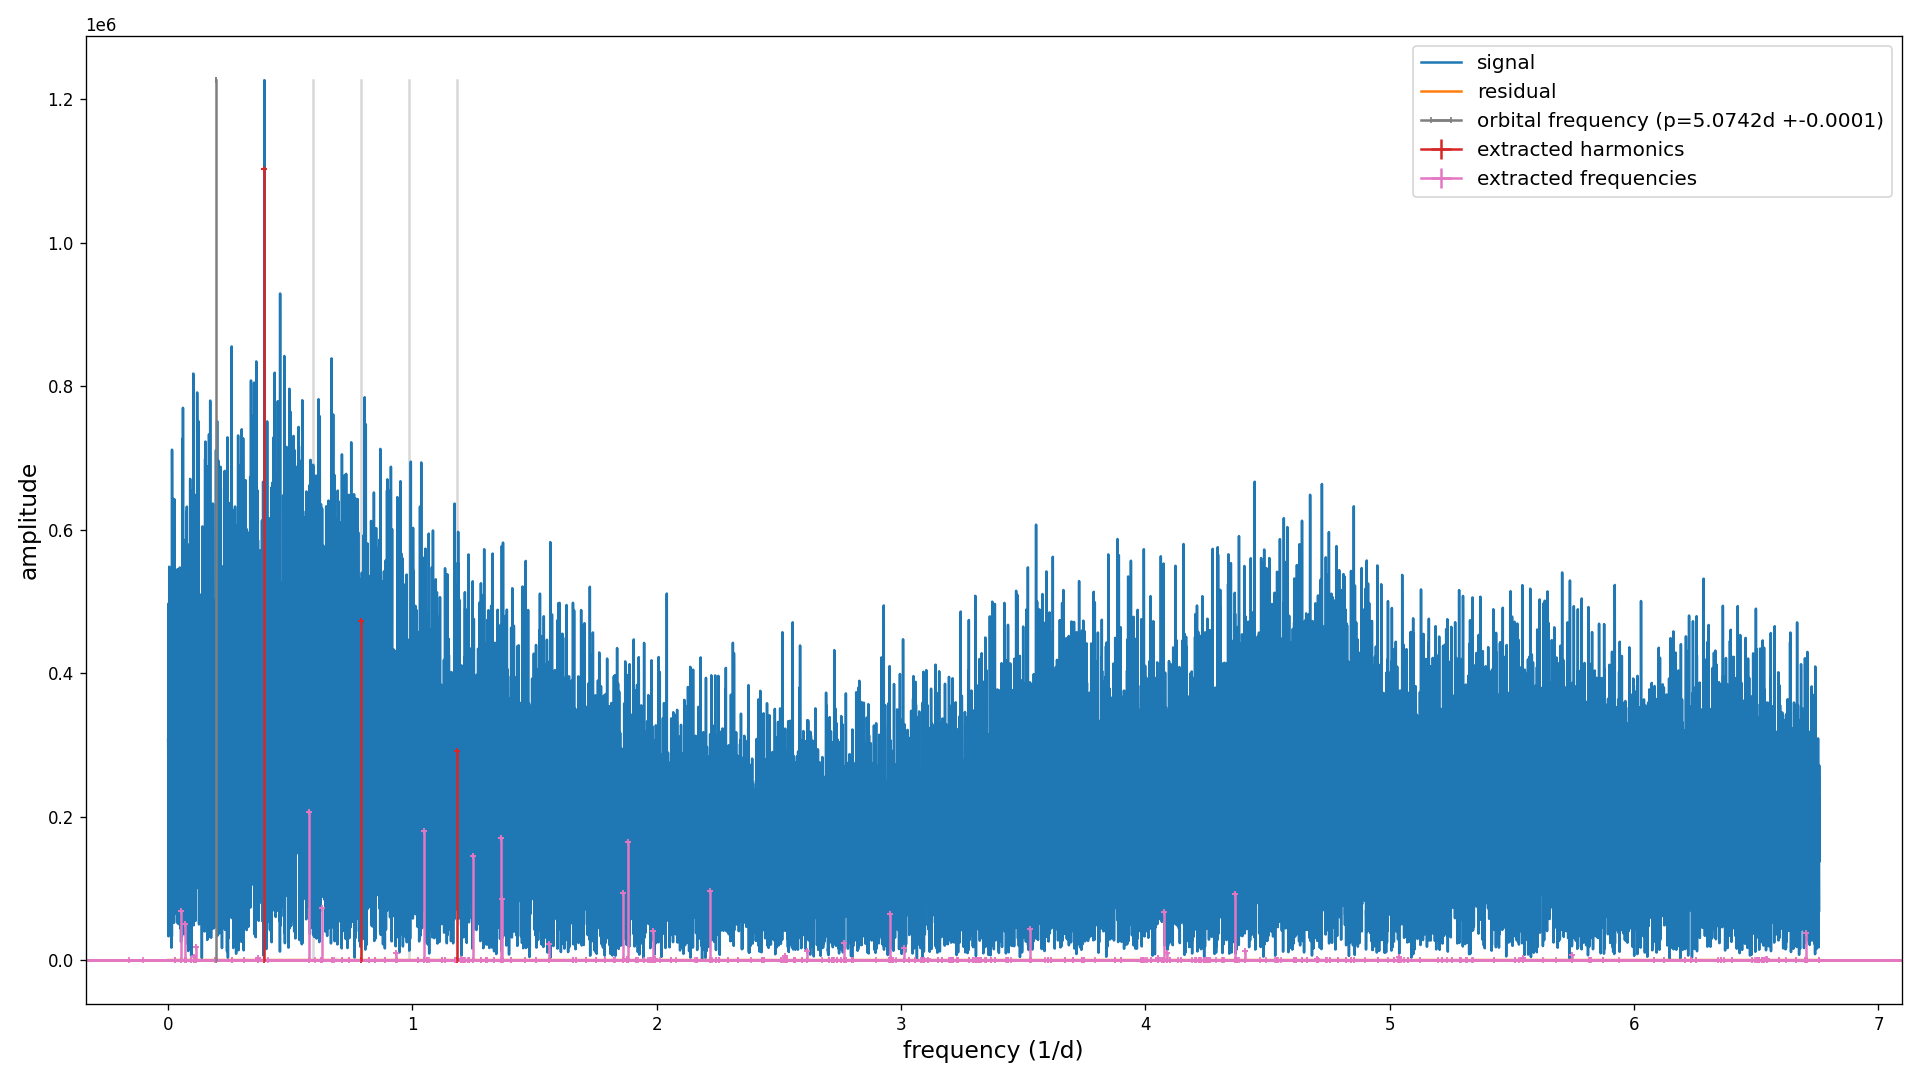 1e6
signal
residual
orbital frequency (p=5.0742d +-0.0001)
extracted harmonics
extracted frequencies
1.2
1.0
0.8
0.6
0.4
0.2
0.0
amplitude
0 1 2 3 4 5 6 7
frequency (1/d)